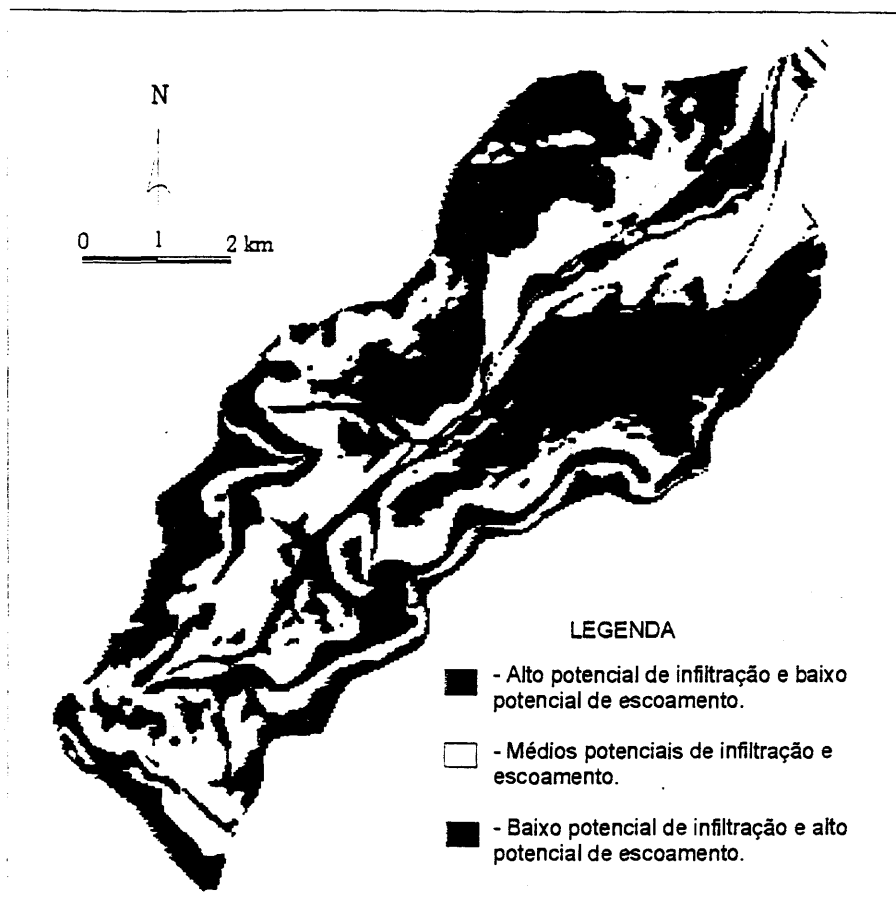 N
0 1 2 km
LEGENDA
- Alto potencial de infiltração e baixo
potencial de escoamento.
- Médios potenciais de infiltração e
escoamento.
- Baixo potencial de infiltração e alto
potencial de escoamento.